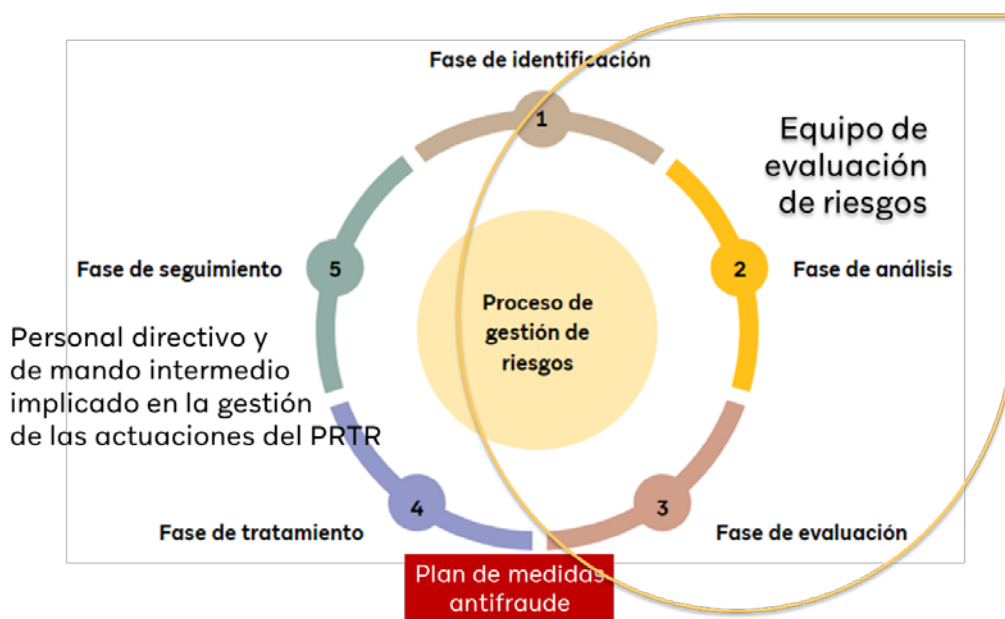 Fase de identificación
1
Equipo de
evaluación
de riesgos
2
Fase de análisis
Proceso de
gestión de
riesgos
3
Fase de evaluación
4
Fase de tratamiento
Plan de medidas
antifraude
5
Fase de seguimiento
Personal directivo y
de mando intermedio
implicado en la gestión
de las actuaciones del PRTR